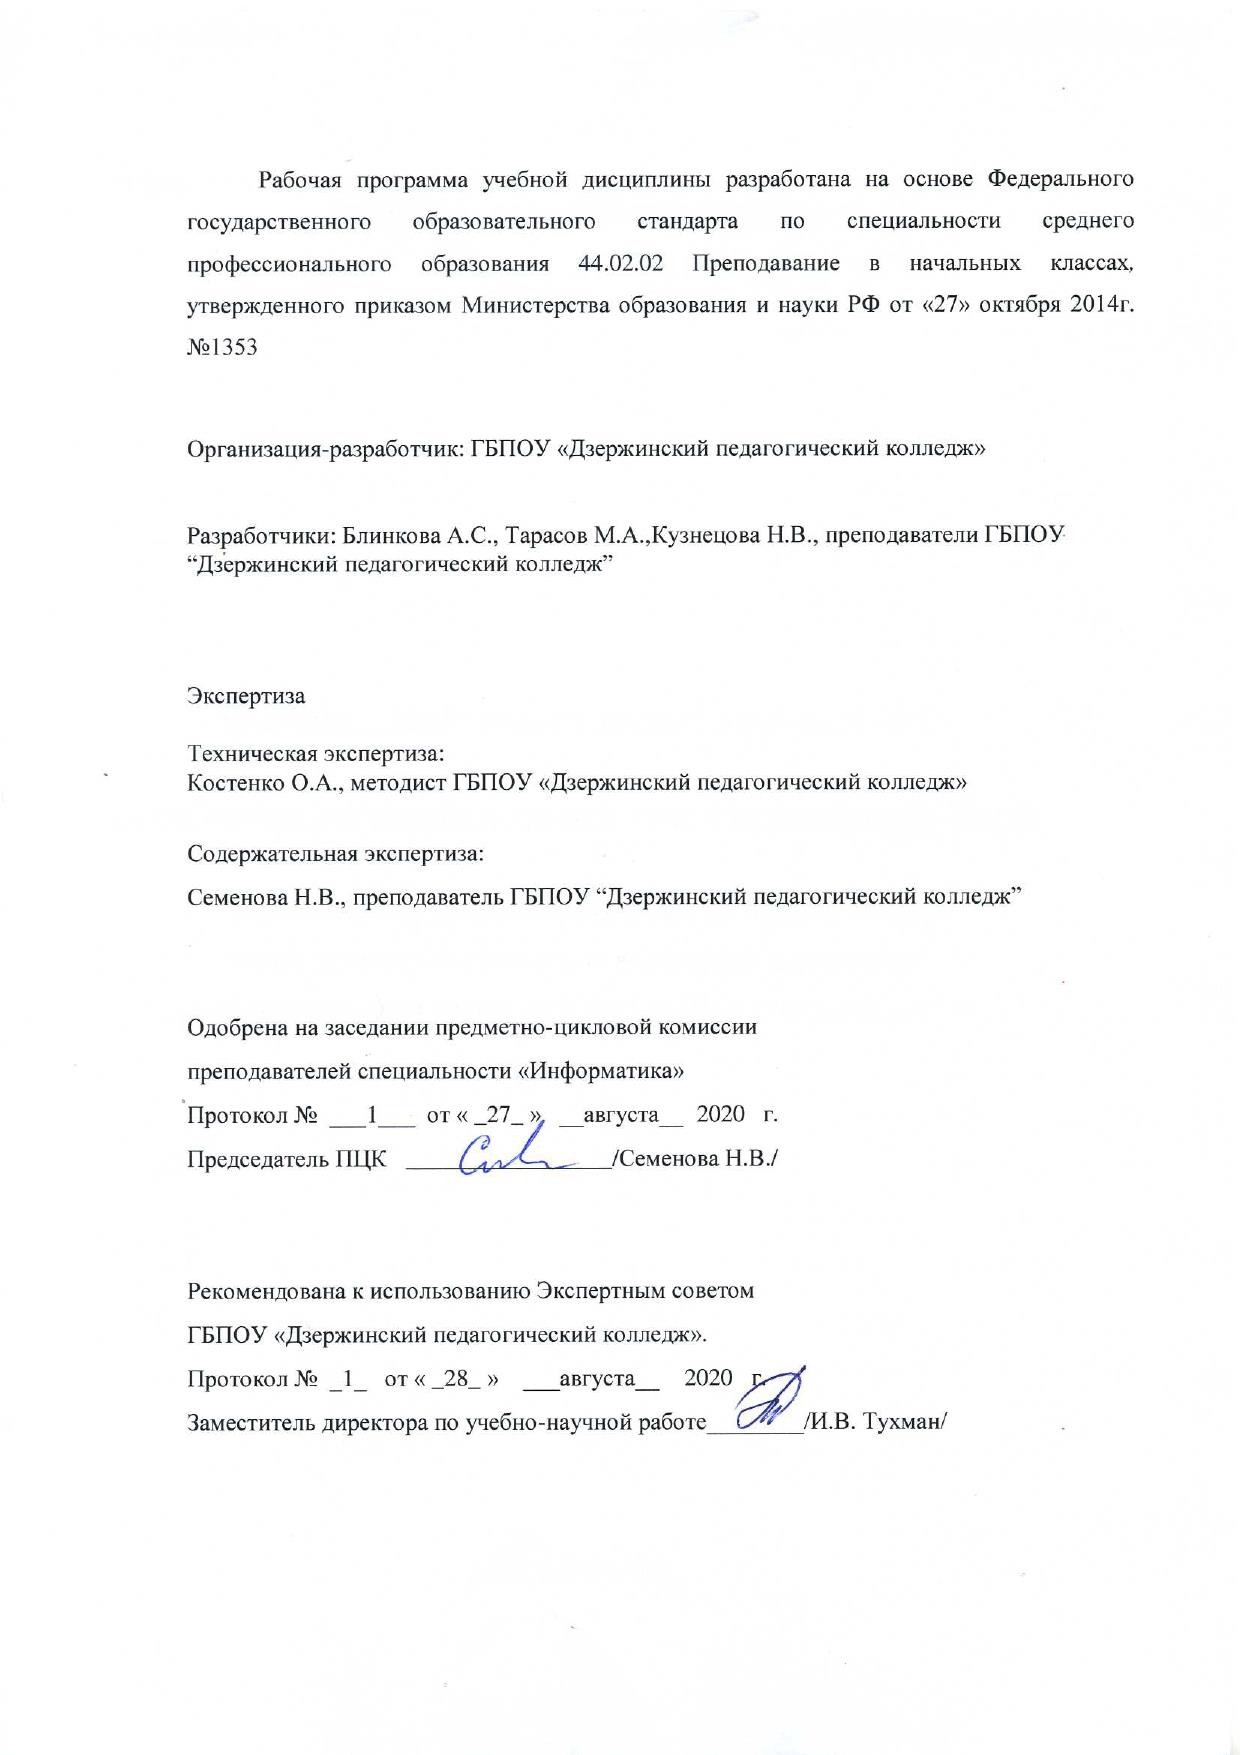 Рабочая программа учебной дисциплины разработана на основе Федерального
государственного образовательного стандарта по специальности среднего
профессионального образования 44.02.02 Преподавание в начальных классах,
утвержденного приказом Министерства образования и науки РФ от «27» октября 2014г.
№1353
Организация-разработчик: ГБПОУ «Дзержинский педагогический колледж»
Разработчики: Блинкова А.С., Тарасов М.А.,Кузнецова Н.В., преподаватели ГБПОУ
“Дзержинский педагогический колледж”
Экспертиза
Техническая экспертиза:
Костенко О.А., методист ГБПОУ «Дзержинский педагогический колледж»
Содержательная экспертиза:
Семенова Н.В., преподаватель ГБПОУ “Дзержинский педагогический колледж”
Одобрена на заседании предметно-цикловой комиссии
преподавателей специальности «Информатика»
Протокол № ___1___ от « _27_ » __августа__ 2020 г.
Председатель ПЦК _________________/Семенова Н.В./
Рекомендована к использованию Экспертным советом
ГБПОУ «Дзержинский педагогический колледж».
Протокол № _1_ от « _28_ » ___августа__ 2020 г.
Заместитель директора по учебно-научной работе________/И.В. Тухман/